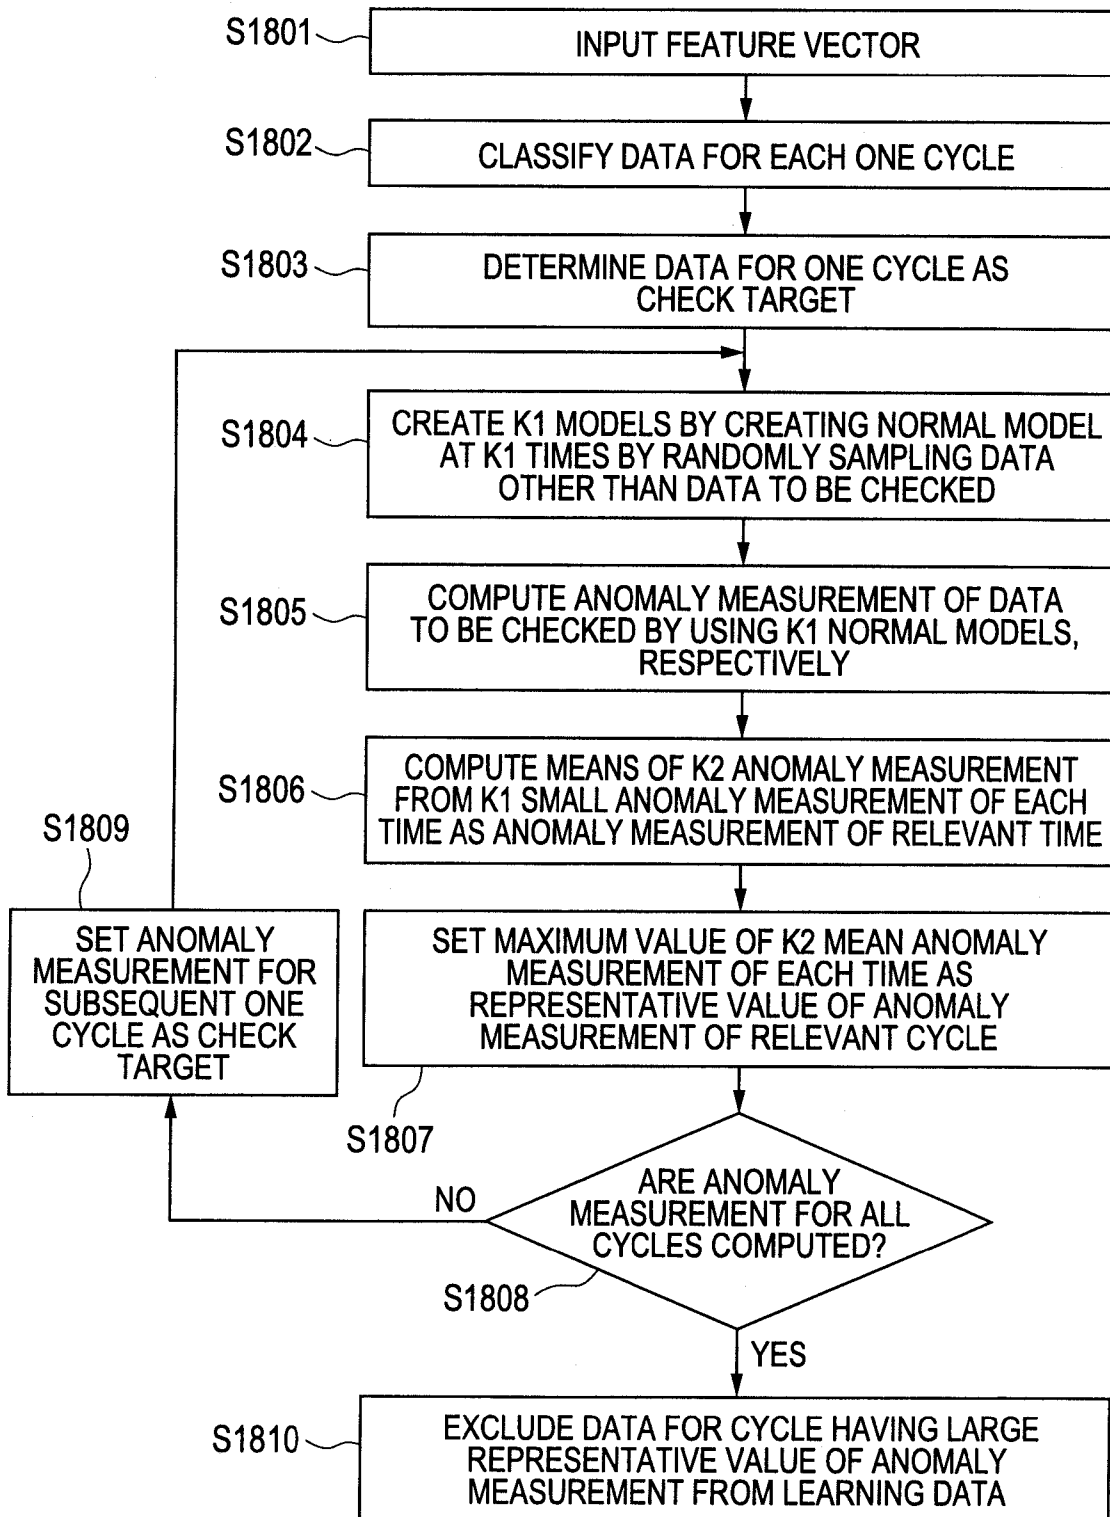 S1801
INPUT FEATURE VECTOR
S1802
CLASSIFY DATA FOR EACH ONE CYCLE
S1803
DETERMINE DATA FOR ONE CYCLE AS
CHECK TARGET
S1804
CREATE K1 MODELS BY CREATING NORMAL MODEL
AT K1 TIMES BY RANDOMLY SAMPLING DATA
OTHER THAN DATA TO BE CHECKED
S1805
COMPUTE ANOMALY MEASUREMENT OF DATA
TO BE CHECKED BY USING K1 NORMAL MODELS,
RESPECTIVELY
S1806
COMPUTE MEANS OF K2 ANOMALY MEASUREMENT
FROM K1 SMALL ANOMALY MEASUREMENT OF EACH
TIME AS ANOMALY MEASUREMENT OF RELEVANT TIME
S1809
SET ANOMALY
MEASUREMENT FOR
SUBSEQUENT ONE
CYCLE AS CHECK
TARGET
SET MAXIMUM VALUE OF K2 MEAN ANOMALY
MEASUREMENT OF EACH TIME AS
REPRESENTATIVE VALUE OF ANOMALY
MEASUREMENT OF RELEVANT CYCLE
S1807
ARE ANOMALY
MEASUREMENT FOR ALL
CYCLES COMPUTED?
NO
S1808
YES
S1810
EXCLUDE DATA FOR CYCLE HAVING LARGE
REPRESENTATIVE VALUE OF ANOMALY
MEASUREMENT FROM LEARNING DATA